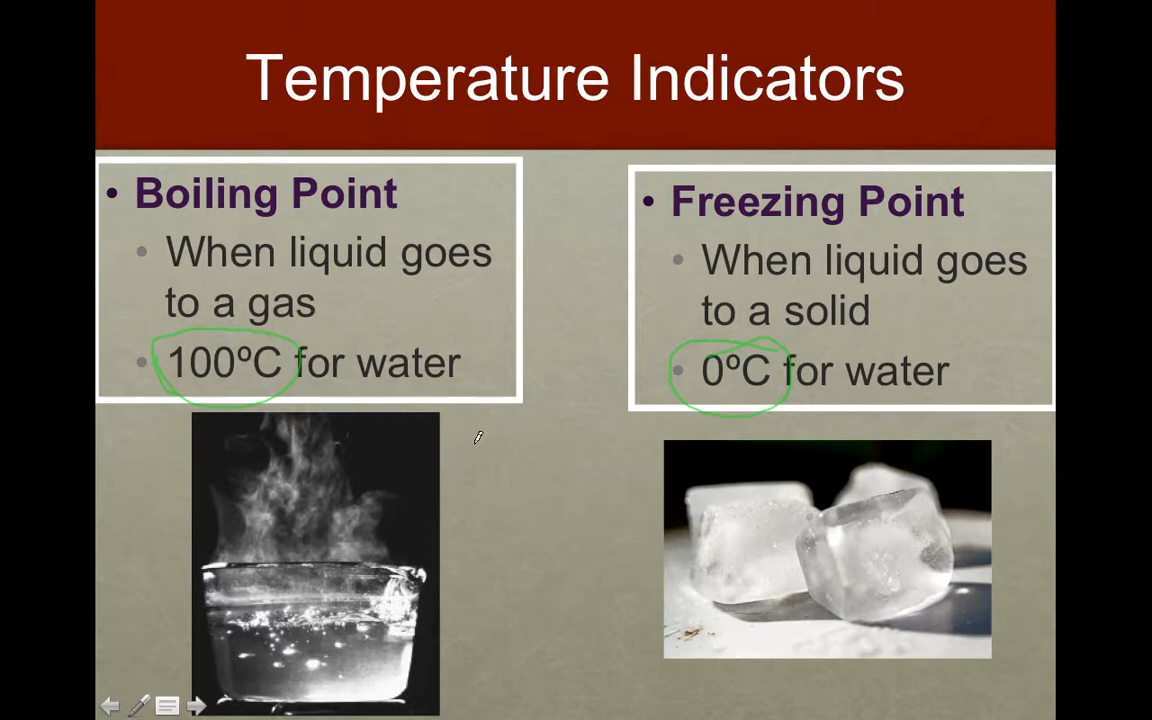 Temperature Indicators
• Boiling Point
• When liquid goes
to a gas
• 100ºC for water
• Freezing Point
• When liquid goes
to a solid
• 0ºC for water